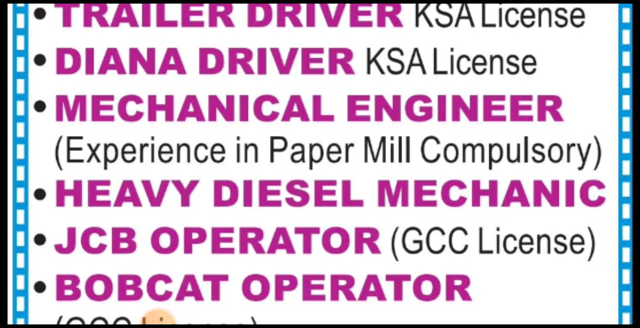 • TRAILER DRIVER KSA License
• DIANA DRIVER KSA License
• MECHANICAL ENGINEER
(Experience in Paper Mill Compulsory)
• HEAVY DIESEL MECHANIC
• JCB OPERATOR (GCC License)
• BOBCAT OPERATOR